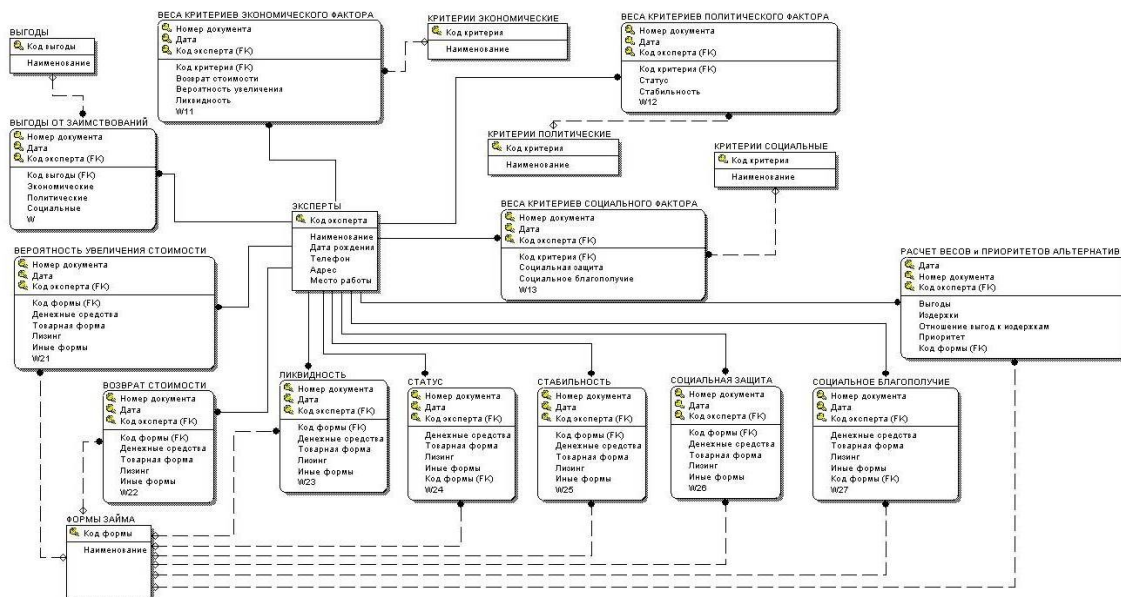 ВЫГОДЫ
Код выгоды
Наименование
ВЕСА КРИТЕРИЕВ ЭКОНОМИЧЕСКОГО ФАКТОРА
Номер документа
Дата
Код эксперта (FK)
Код критерия (FK)
Возврат стоимости
Вероятность увеличения
Ликвидность
W11
КРИТЕРИИ ЭКОНОМИЧЕСКИЕ
Код критерия
Наименование
ВЕСА КРИТЕРИЕВ ПОЛИТИЧЕСКОГО ФАКТОРА
Номер документа
Дата
Код эксперта (FK)
Код критерия (FK)
Статус
Стабильность
W12
ВЫГОДЫ ОТ ЗАИМСТВОВАНИЙ
Номер документа
Дата
Код эксперта (FK)
Код выгоды (FK)
Экономические
Политические
Социальные
W
КРИТЕРИИ ПОЛИТИЧЕСКИЕ
Код критерия
Наименование
КРИТЕРИИ СОЦИАЛЬНЫЕ
Код критерия
Наименование
ЭКСПЕРТЫ
Код эксперта
Наименование
Дата рождения
Телефон
Адрес
Место работы
ВЕСА КРИТЕРИЕВ СОЦИАЛЬНОГО ФАКТОРА
Номер документа
Дата
Код эксперта (FK)
Код критерия (FK)
Социальная защита
Социальное благополучие
W13
ВЕРОЯТНОСТЬ УВЕЛИЧЕНИЯ СТОИМОСТИ
Номер документа
Дата
Код эксперта (FK)
Код формы (FK)
Денежные средства
Товарная форма
Лизинг
Иные формы
W21
РАСЧЕТ ВЕСОВ и ПРИОРИТЕТОВ АЛЬТЕРНАТИВ
Дата
Номер документа
Код эксперта (FK)
Выгоды
Издержки
Отношение выгод к издержкам
Приоритет
Код формы (FK)
ВОЗВРАТ СТОИМОСТИ
Номер документа
Дата
Код эксперта (FK)
Код формы (FK)
Денежные средства
Товарная форма
Лизинг
Иные формы
W22
ЛИКВИДНОСТЬ
Номер документа
Дата
Код эксперта (FK)
Код формы (FK)
Денежные средства
Товарная форма
Лизинг
Иные формы
W23
СТАТУС
Номер документа
Дата
Код эксперта (FK)
Денежные средства
Товарная форма
Лизинг
Иные формы
Код формы (FK)
W24
СТАБИЛЬНОСТЬ
Номер документа
Дата
Код эксперта (FK)
Код формы (FK)
Денежные средства
Товарная форма
Лизинг
Иные формы
W25
СОЦИАЛЬНАЯ ЗАЩИТА
Номер документа
Дата
Код эксперта (FK)
Код формы (FK)
Денежные средства
Товарная форма
Лизинг
Иные формы
W26
СОЦИАЛЬНОЕ БЛАГОПОЛУЧИЕ
Номер документа
Дата
Код эксперта (FK)
Денежные средства
Товарная форма
Лизинг
Иные формы
Код формы (FK)
W27
ФОРМЫ ЗАЙМА
Код формы
Наименование